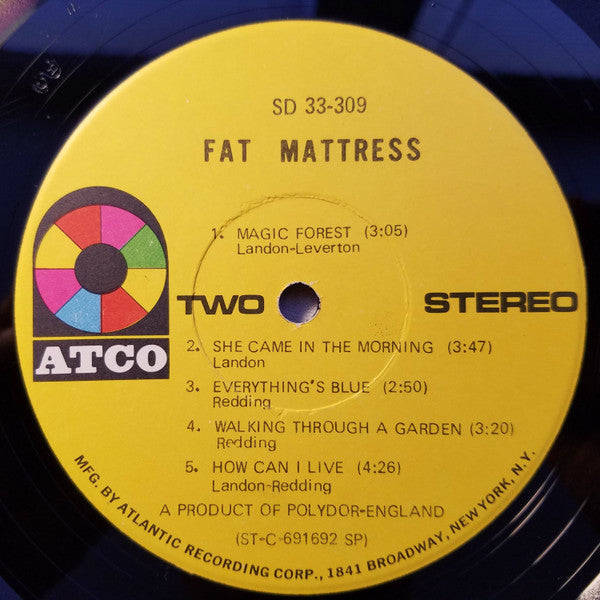 SD 33-309
FAT MATTRESS
1. MAGIC FOREST (3:05)
Landon-Leverton
ATCO
TWO
STEREO
2. SHE CAME IN THE MORNING (3:47)
Landon
3. EVERYTHING'S BLUE (2:50)
Redding
4. WALKING THROUGH A GARDEN (3:20)
Redding
5. HOW CAN I LIVE (4:26)
Landon-Redding
A PRODUCT OF POLYDOR-ENGLAND
(ST-C-691692 SP)
MFG. BY ATLANTIC RECORDING CORP., 1841 BROADWAY, NEW YORK, N.Y.